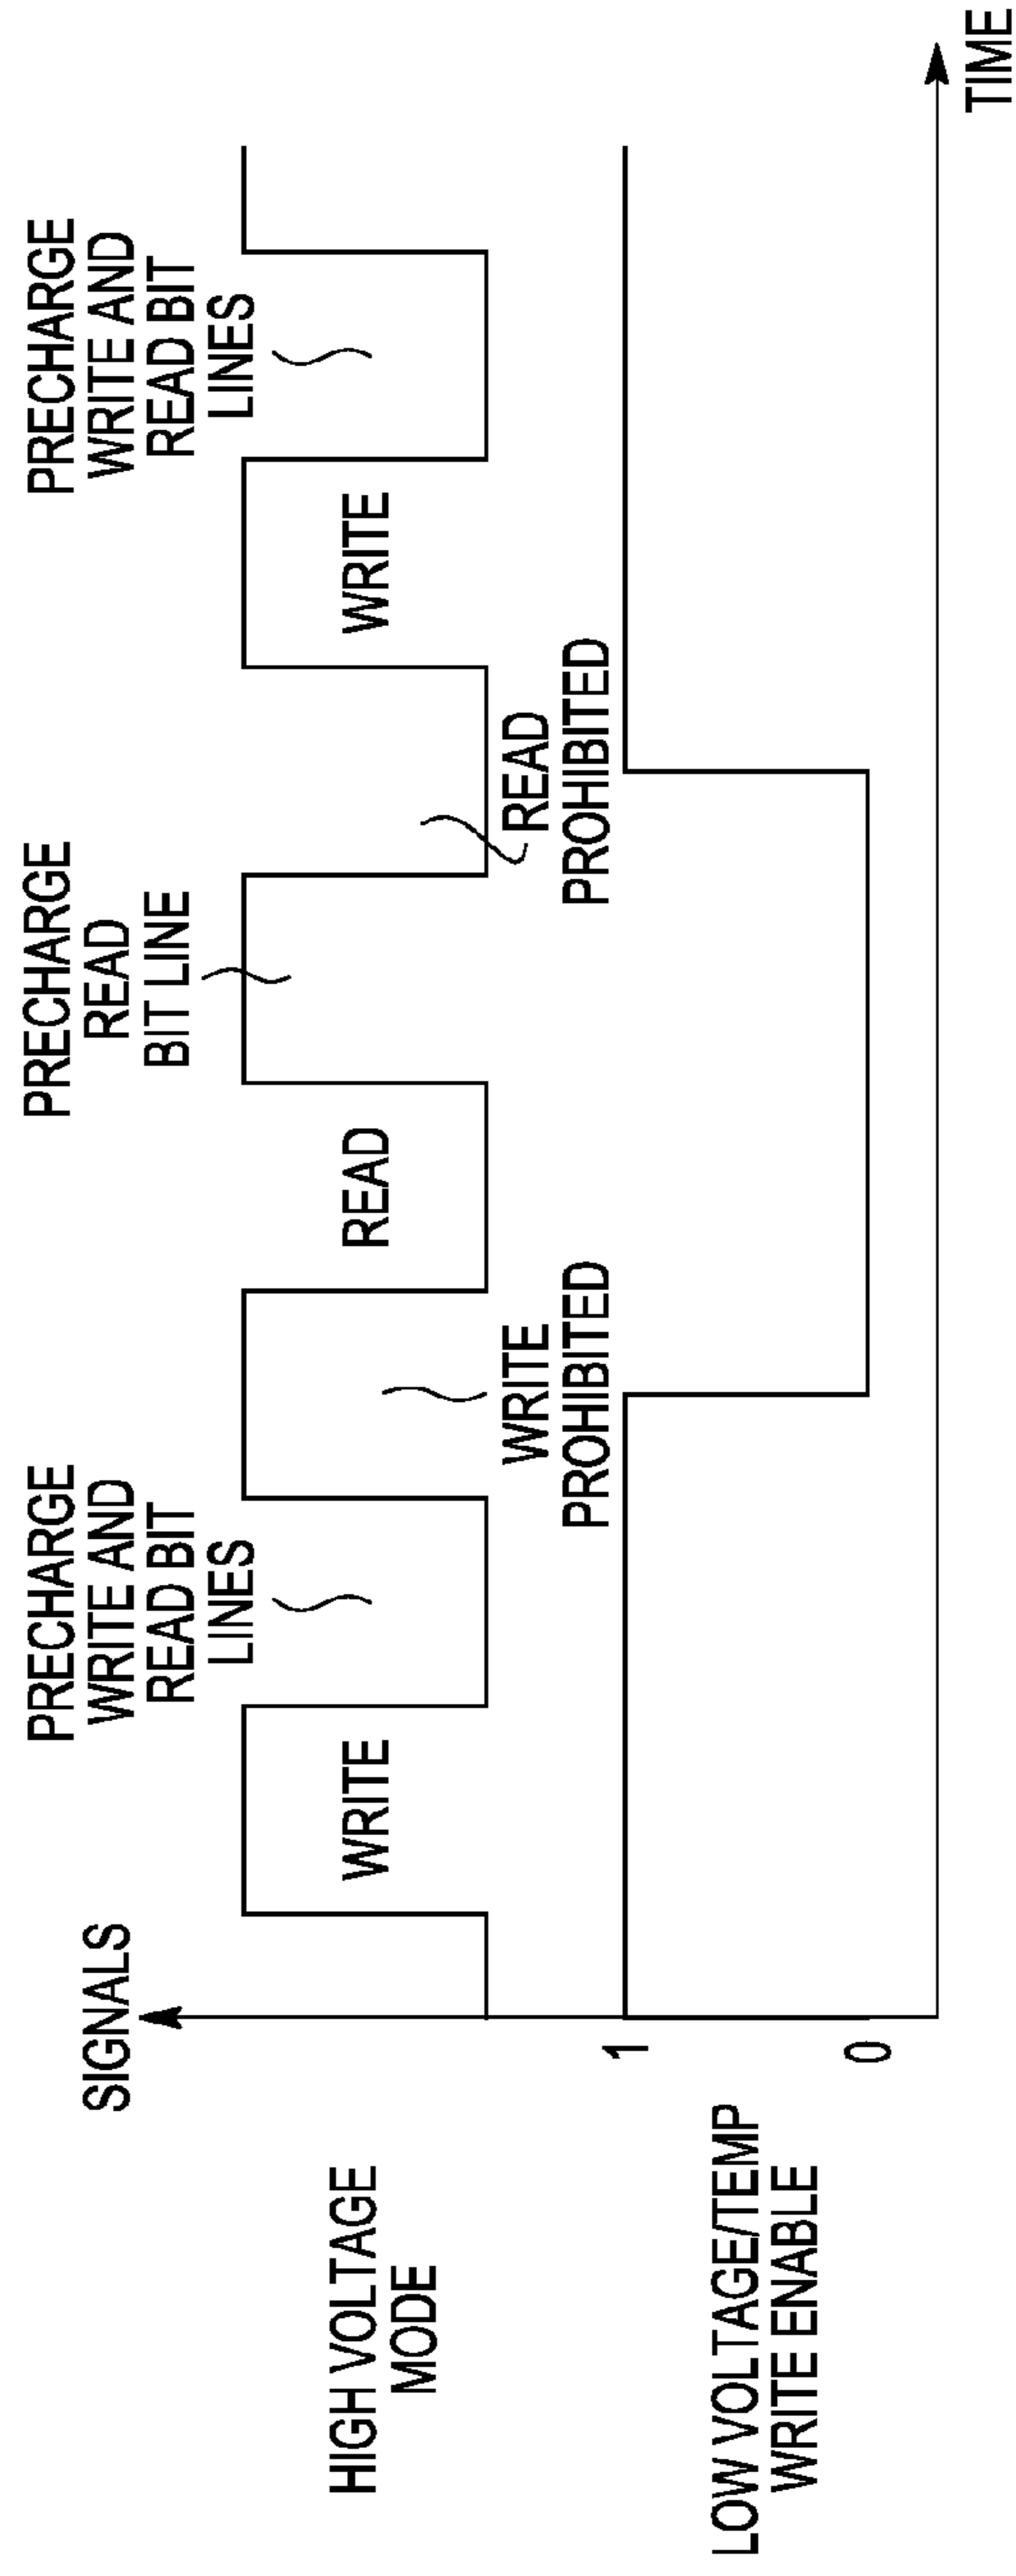 SIGNALS
PRECHARGE
WRITE AND
READ BIT
LINES
PRECHARGE
READ
BIT LINE
PRECHARGE
WRITE AND
READ BIT
LINES
HIGH VOLTAGE
MODE
WRITE
READ
WRITE
WRITE
PROHIBITED
READ
PROHIBITED
1
LOW VOLTAGE/TEMP
WRITE ENABLE
0
TIME